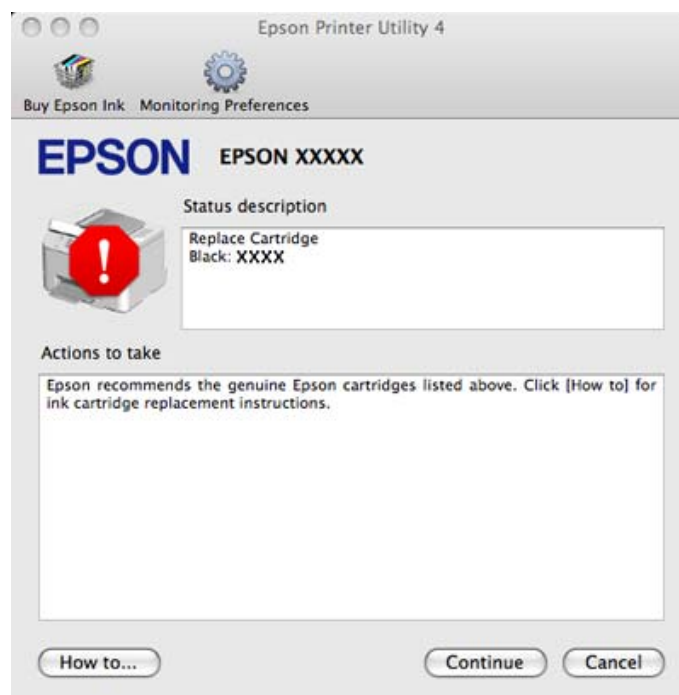 Epson Printer Utility 4
Buy Epson Ink Monitoring Preferences
EPSON EPSON XXXXX
Status description
Replace Cartridge
Black: XXXX
Actions to take
Epson recommends the genuine Epson cartridges listed above. Click [How to] for
ink cartridge replacement instructions.
How to... Continue Cancel